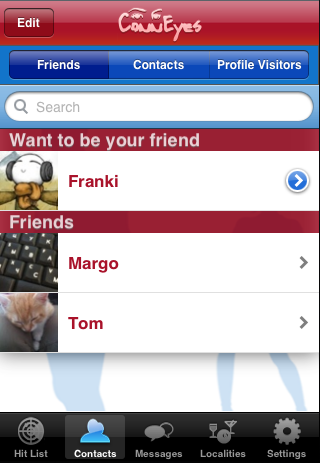 Edit
ConnEyes
Friends Contacts Profile Visitors
Search
Want to be your friend
Franki
Friends
Margo
Tom
Hit List Contacts Messages Localities Settings